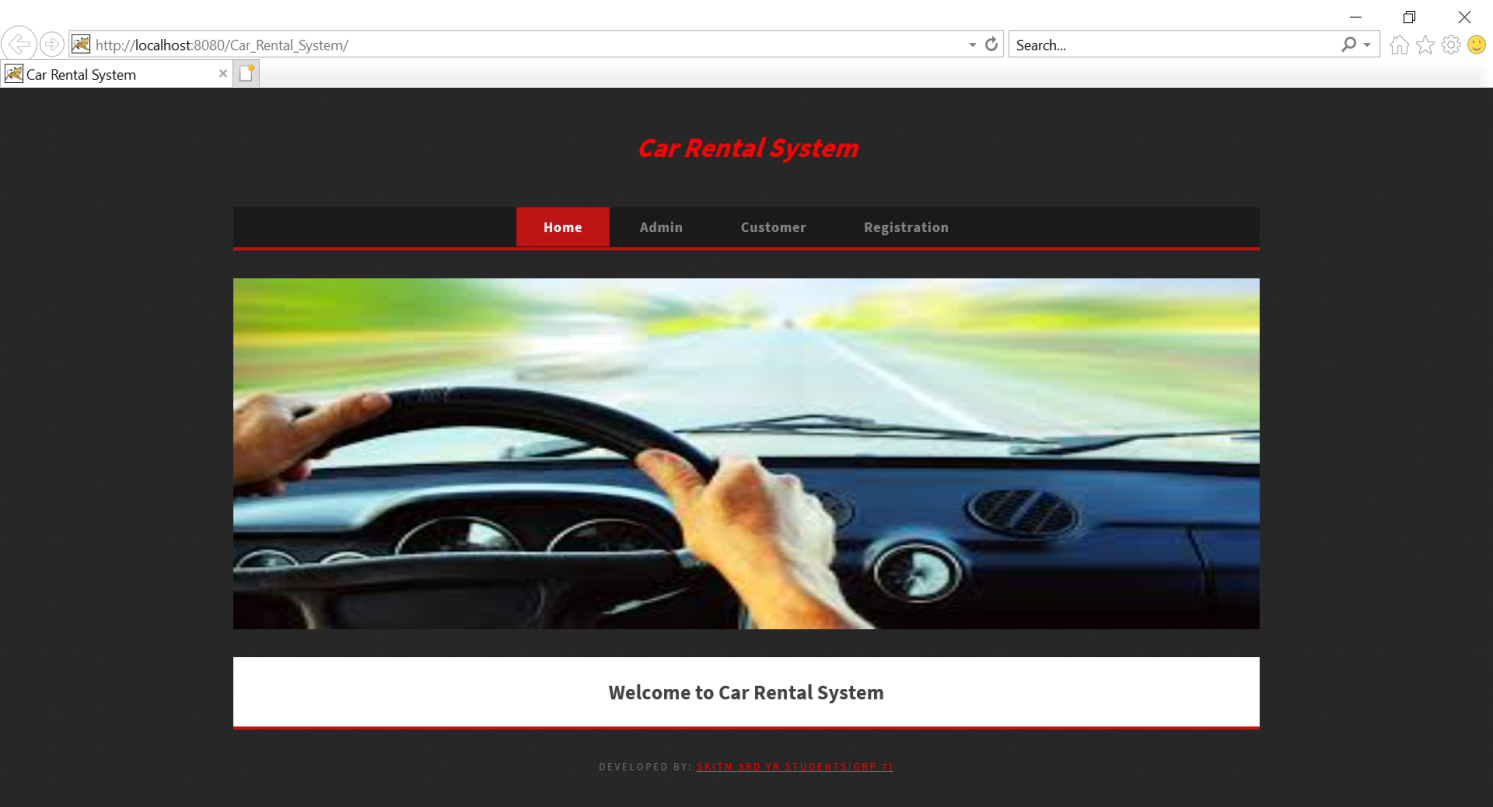 http://localhost:8080/Car_Rental_System/
Search...
Car Rental System
Car Rental System
Home Admin Customer Registration
Welcome to Car Rental System
DEVELOPED BY: SKITM 3RD YR STUDENTS[GRP 7]